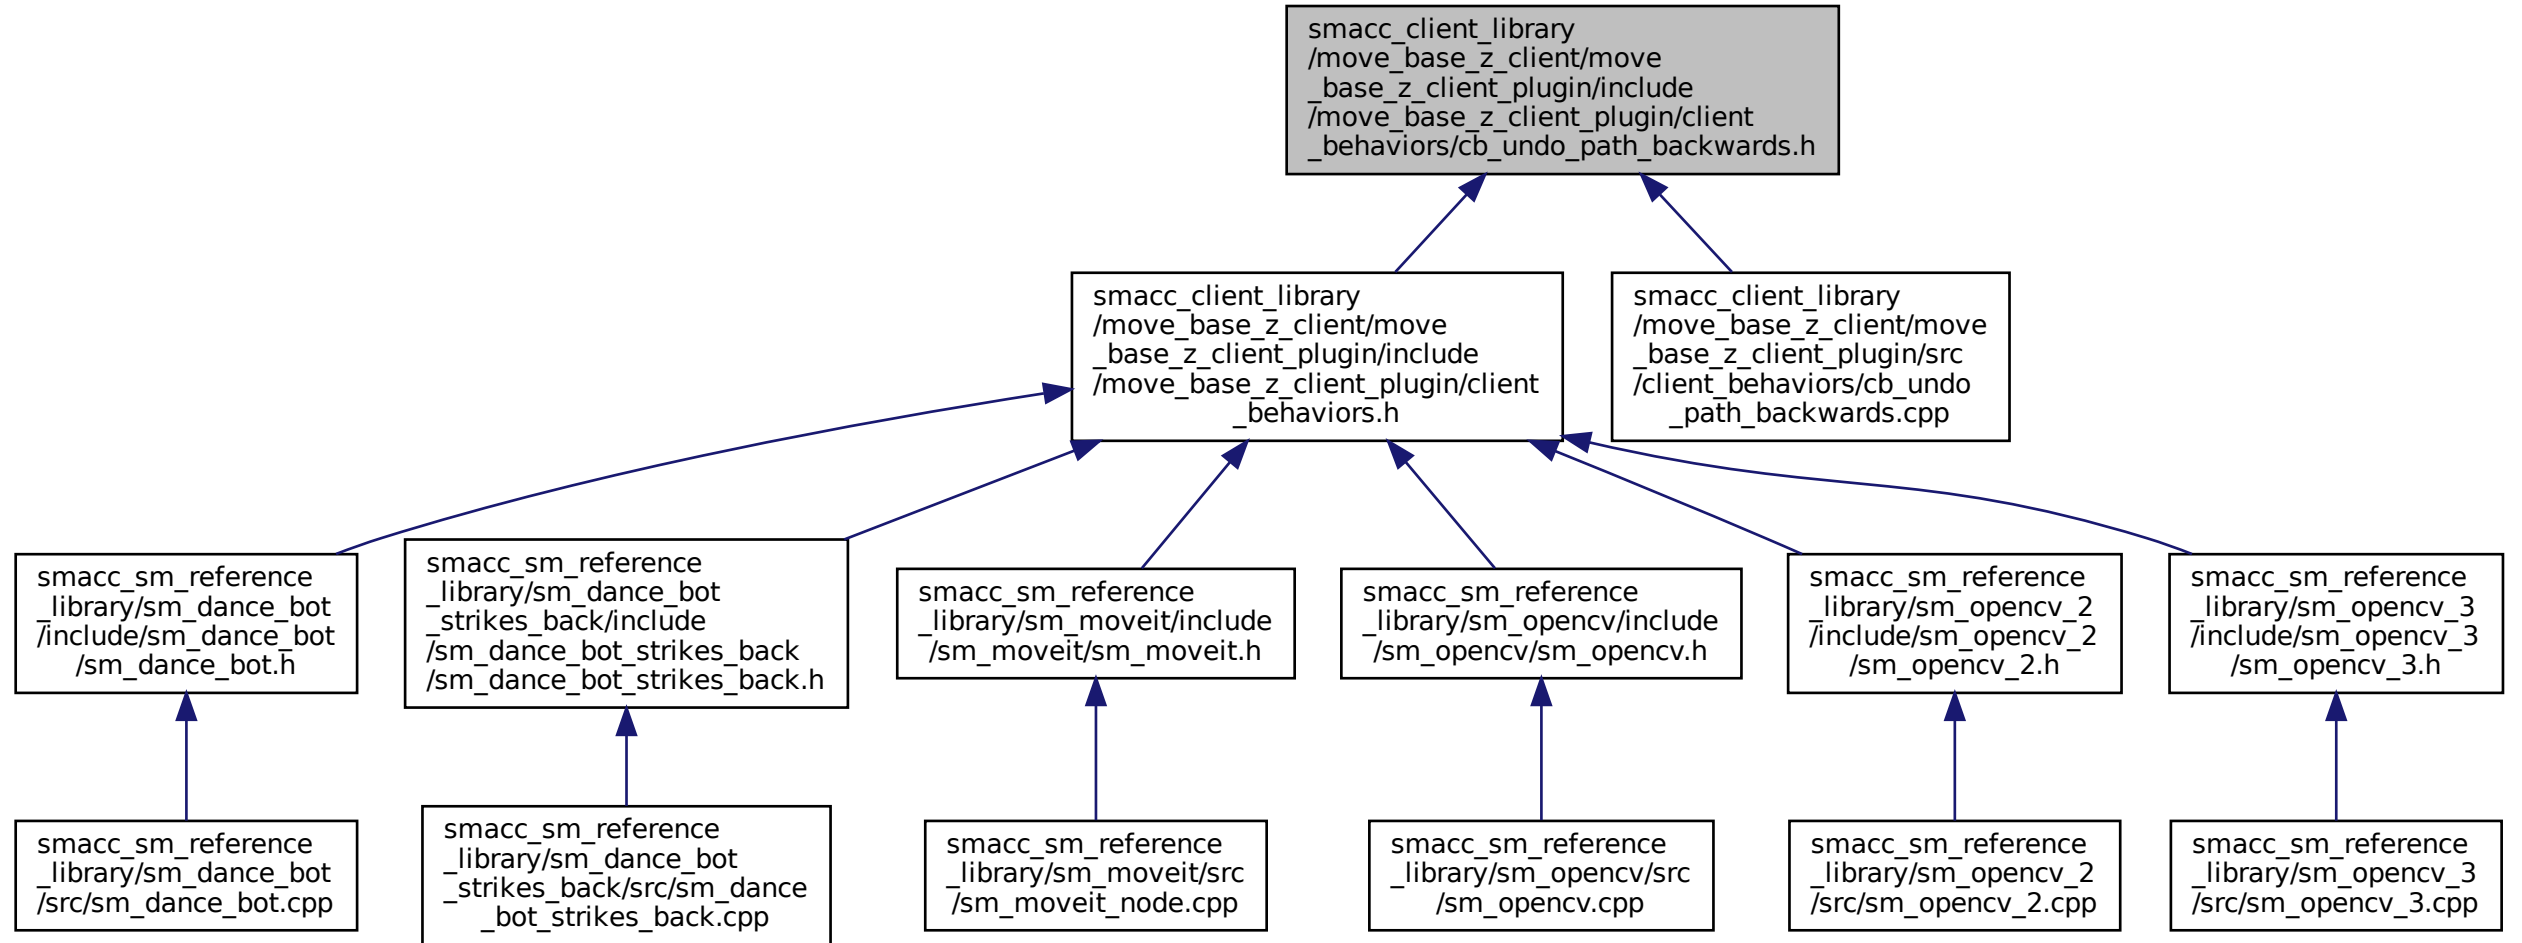 smacc_client_library
/move_base_z_client/move
_base_z_client_plugin/include
/move_base_z_client_plugin/client
_behaviors/cb_undo_path_backwards.h
smacc_client_library
/move_base_z_client/move
_base_z_client_plugin/include
/move_base_z_client_plugin/client
_behaviors.h
smacc_client_library
/move_base_z_client/move
_base_z_client_plugin/src
/client_behaviors/cb_undo
_path_backwards.cpp
smacc_sm_reference
_library/sm_dance_bot
/include/sm_dance_bot
/sm_dance_bot.h
smacc_sm_reference
_library/sm_dance_bot
_strikes_back/include
/sm_dance_bot_strikes_back
/sm_dance_bot_strikes_back.h
smacc_sm_reference
_library/sm_moveit/include
/sm_moveit/sm_moveit.h
smacc_sm_reference
_library/sm_opencv/include
/sm_opencv/sm_opencv.h
smacc_sm_reference
_library/sm_opencv_2
/include/sm_opencv_2
/sm_opencv_2.h
smacc_sm_reference
_library/sm_opencv_3
/include/sm_opencv_3
/sm_opencv_3.h
smacc_sm_reference
_library/sm_dance_bot
/src/sm_dance_bot.cpp
smacc_sm_reference
_library/sm_dance_bot
_strikes_back/src/sm_dance
_bot_strikes_back.cpp
smacc_sm_reference
_library/sm_moveit/src
/sm_moveit_node.cpp
smacc_sm_reference
_library/sm_opencv/src
/sm_opencv.cpp
smacc_sm_reference
_library/sm_opencv_2
/src/sm_opencv_2.cpp
smacc_sm_reference
_library/sm_opencv_3
/src/sm_opencv_3.cpp